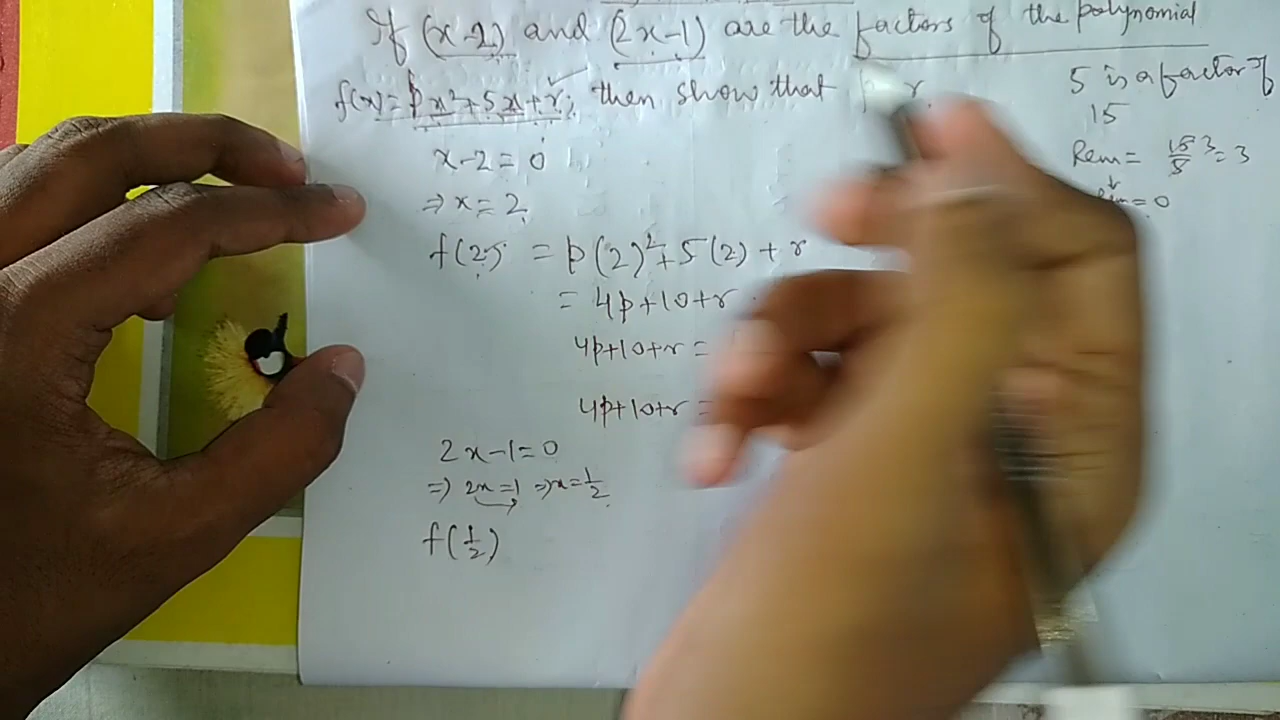 If (x-2) and (2x-1) are the factors of the polynomial
f(x)= px²+5x+r, then show that p r.
5 is a factor of
15
Rem = 15/5 3 = 3
= 0
x-2 = 0
⇒ x = 2
f(2) = p(2)²+5(2)+r
= 4p+10+r
4p+10+r =
4p+10+r =
2x-1=0
⇒ 2x=1 ⇒ x=1/2
f(1/2)